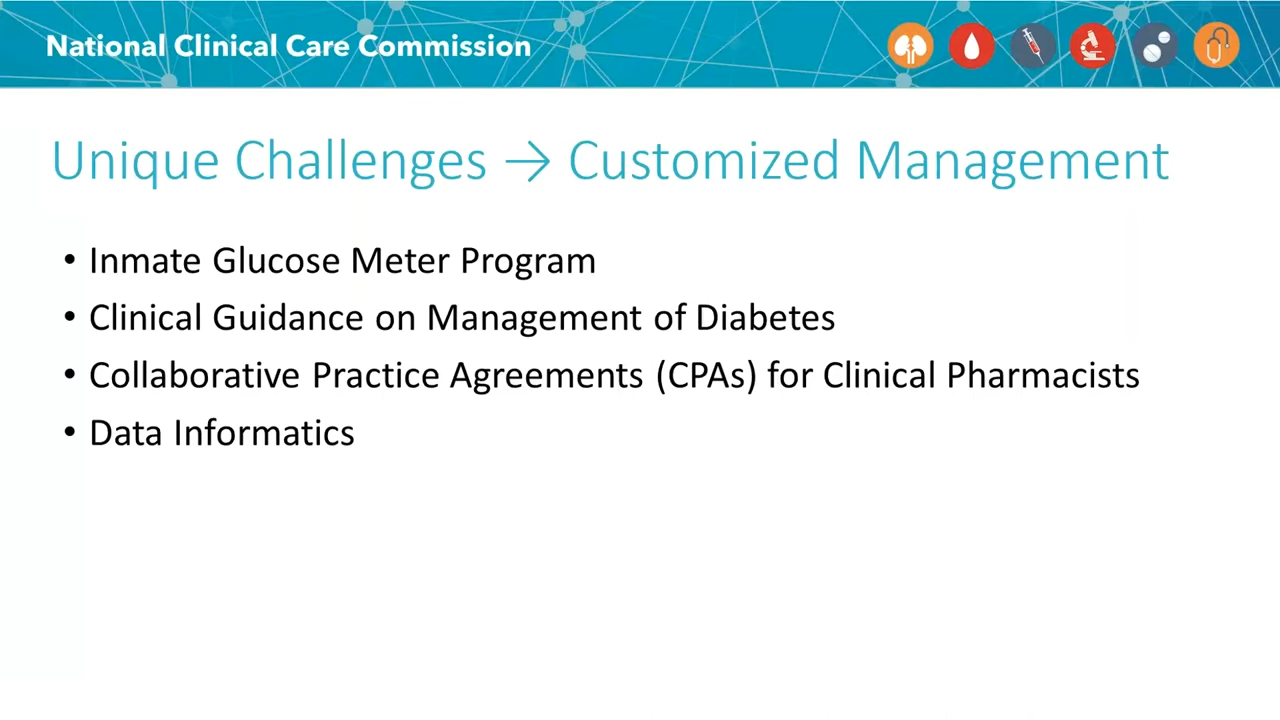 National Clinical Care Commission
Unique Challenges → Customized Management
• Inmate Glucose Meter Program
• Clinical Guidance on Management of Diabetes
• Collaborative Practice Agreements (CPAs) for Clinical Pharmacists
• Data Informatics